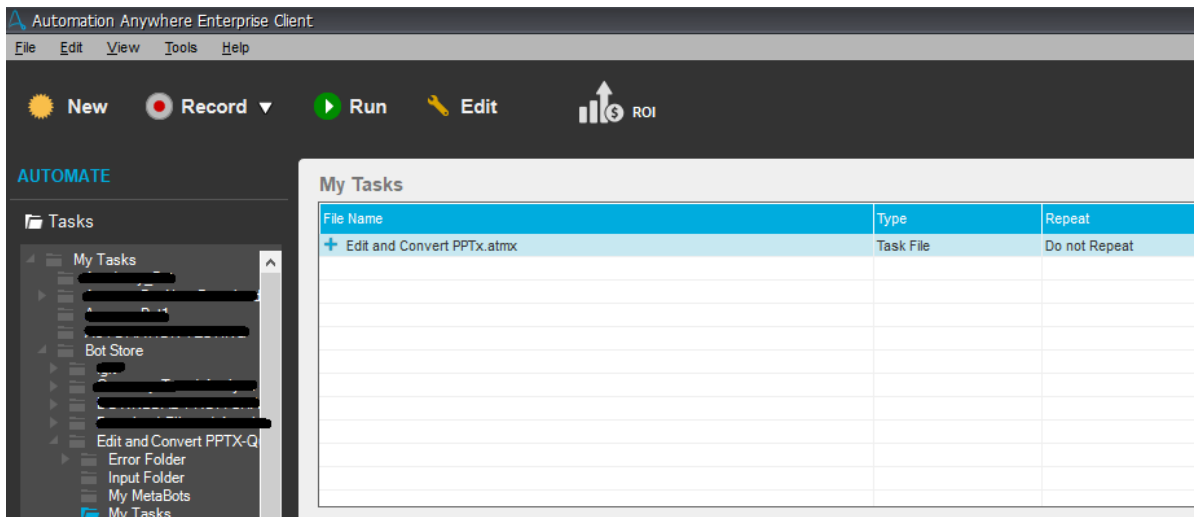 Automation Anywhere Enterprise Client
File Edit View Tools Help
New Record Run Edit ROI
AUTOMATE
Tasks
My Tasks
Bot Store
Edit and Convert PPTX-Q
Error Folder
Input Folder
My MetaBots
My Tasks
My Tasks
File Name Type Repeat
Edit and Convert PPTx.atmx Task File Do not Repeat